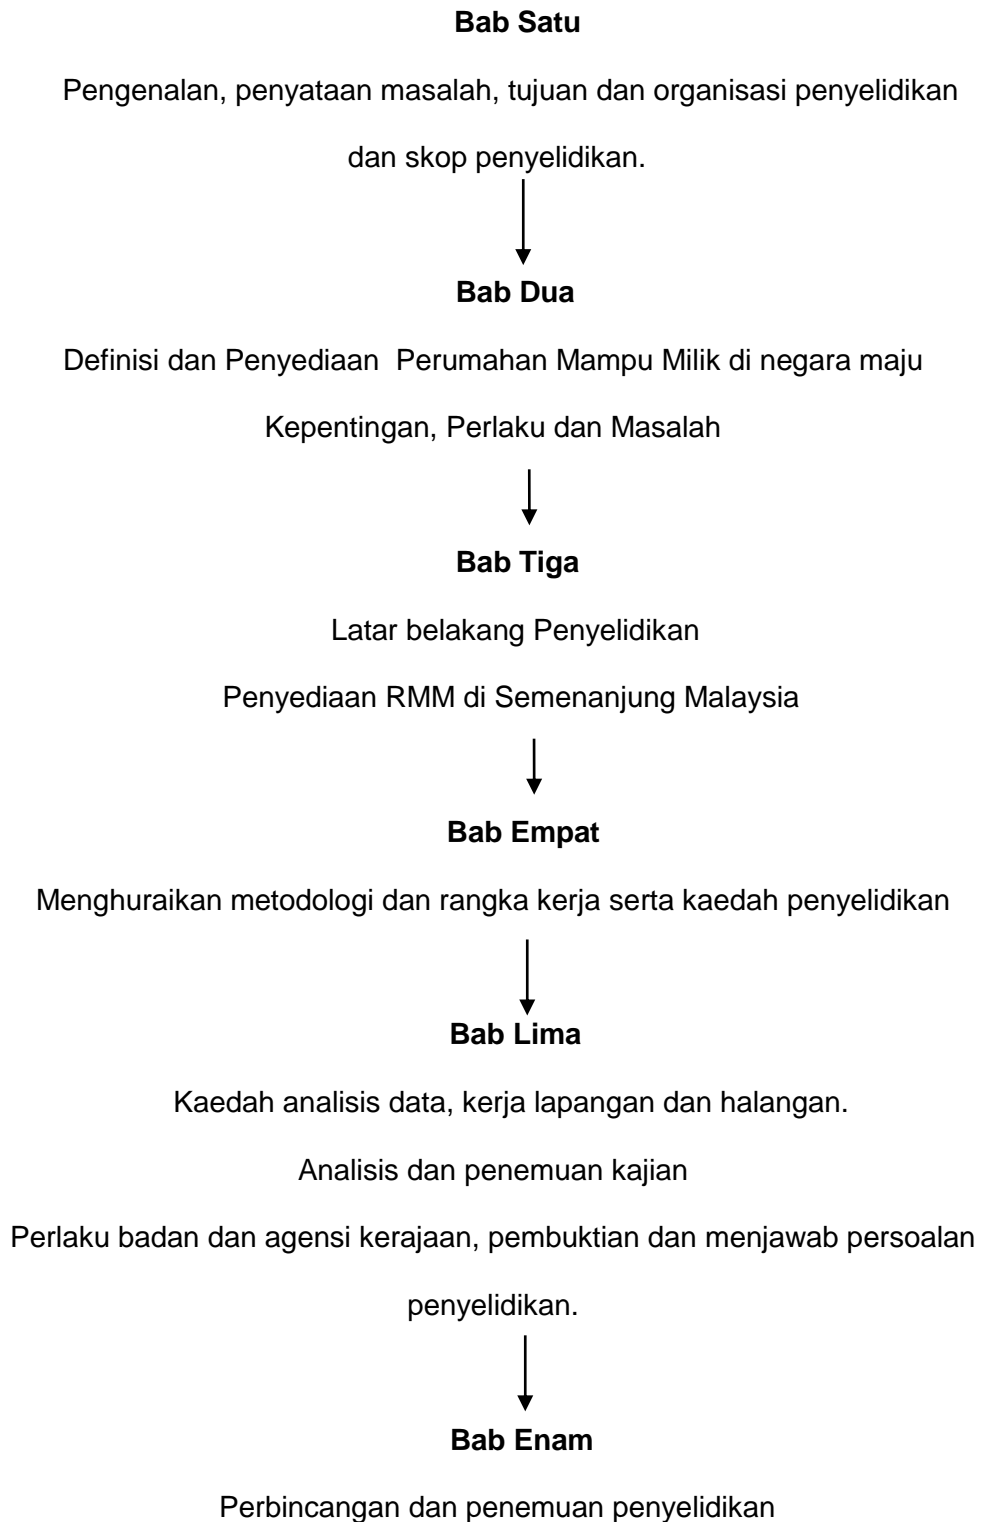 Bab Satu
Pengenalan, penyataan masalah, tujuan dan organisasi penyelidikan
dan skop penyelidikan.
Bab Dua
Definisi dan Penyediaan  Perumahan Mampu Milik di negara maju
Kepentingan, Perlaku dan Masalah
Bab Tiga
Latar belakang Penyelidikan
Penyediaan RMM di Semenanjung Malaysia
Bab Empat
Menghuraikan metodologi dan rangka kerja serta kaedah penyelidikan
Bab Lima
Kaedah analisis data, kerja lapangan dan halangan.
Analisis dan penemuan kajian
Perlaku badan dan agensi kerajaan, pembuktian dan menjawab persoalan
penyelidikan.
Bab Enam
Perbincangan dan penemuan penyelidikan